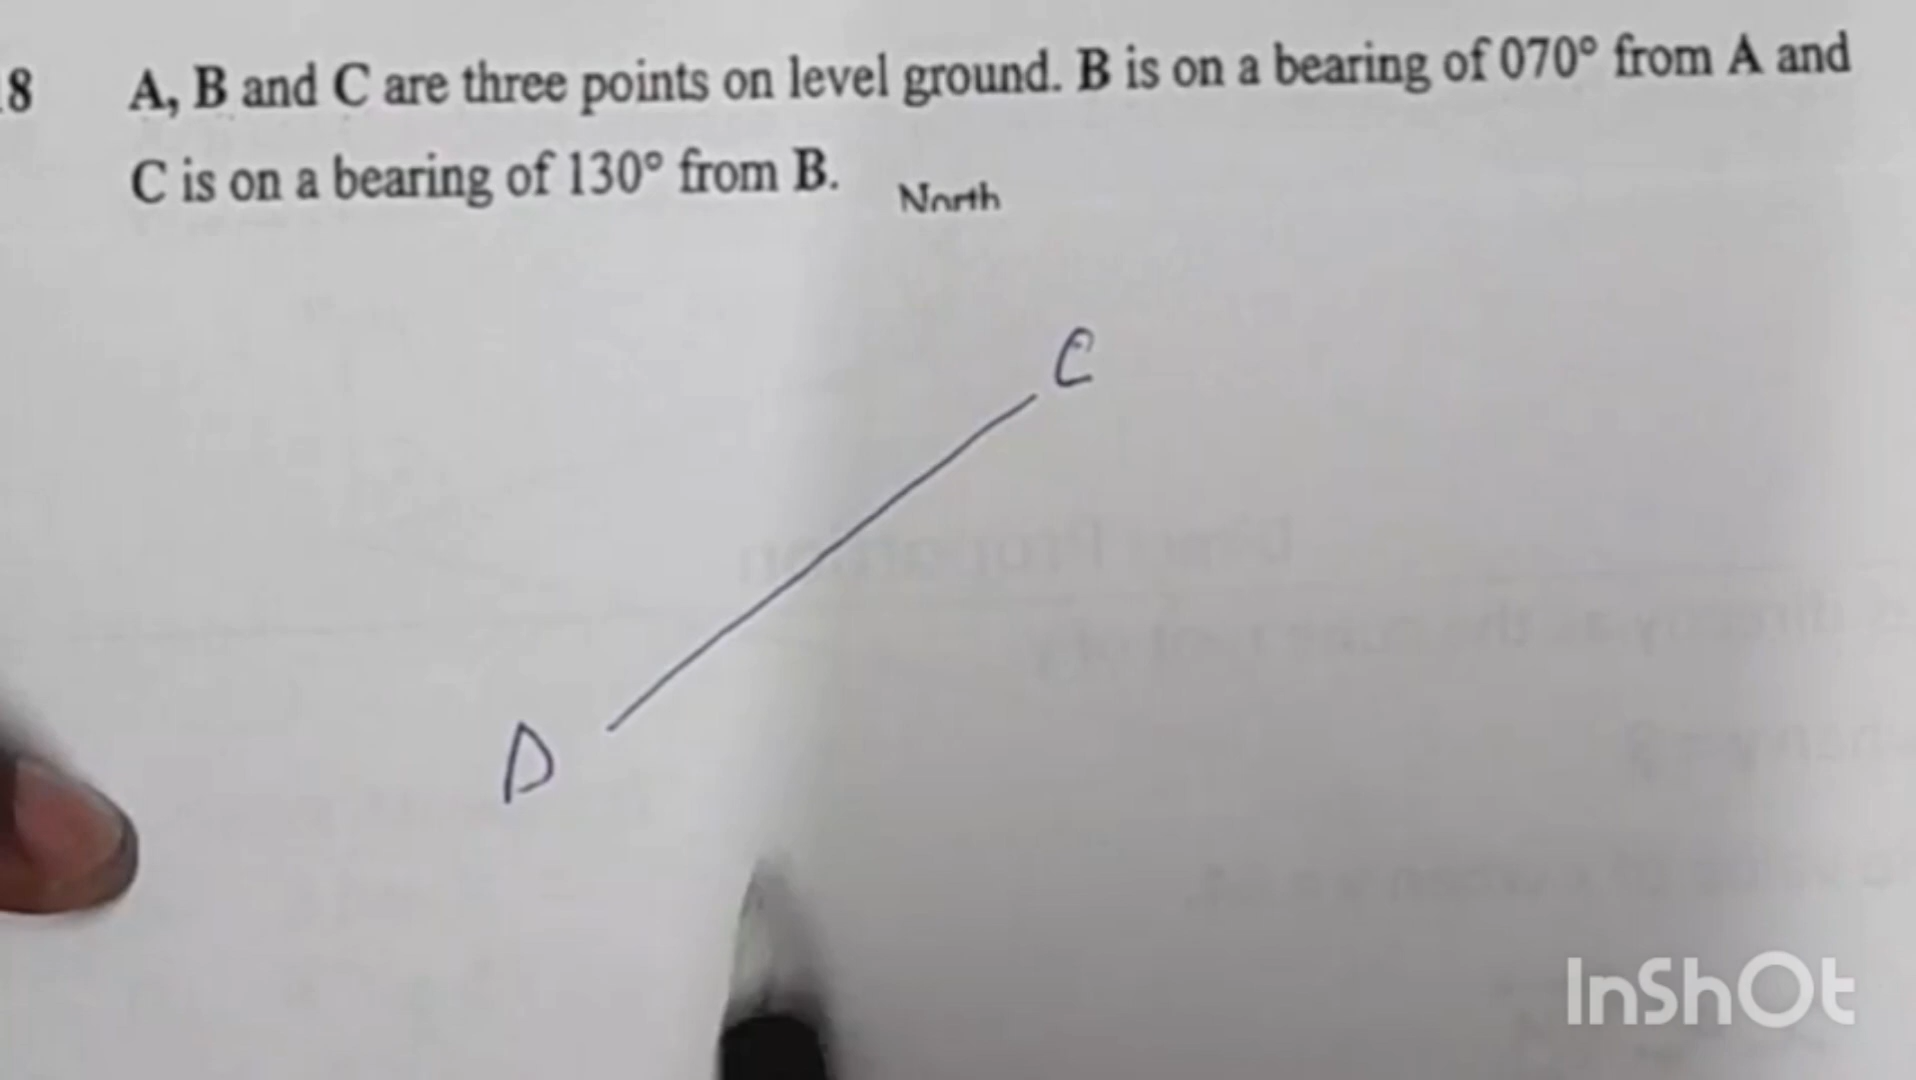 8 A, B and C are three points on level ground. B is on a bearing of 070° from A and
C is on a bearing of 130° from B.
North
C
D
InShOt